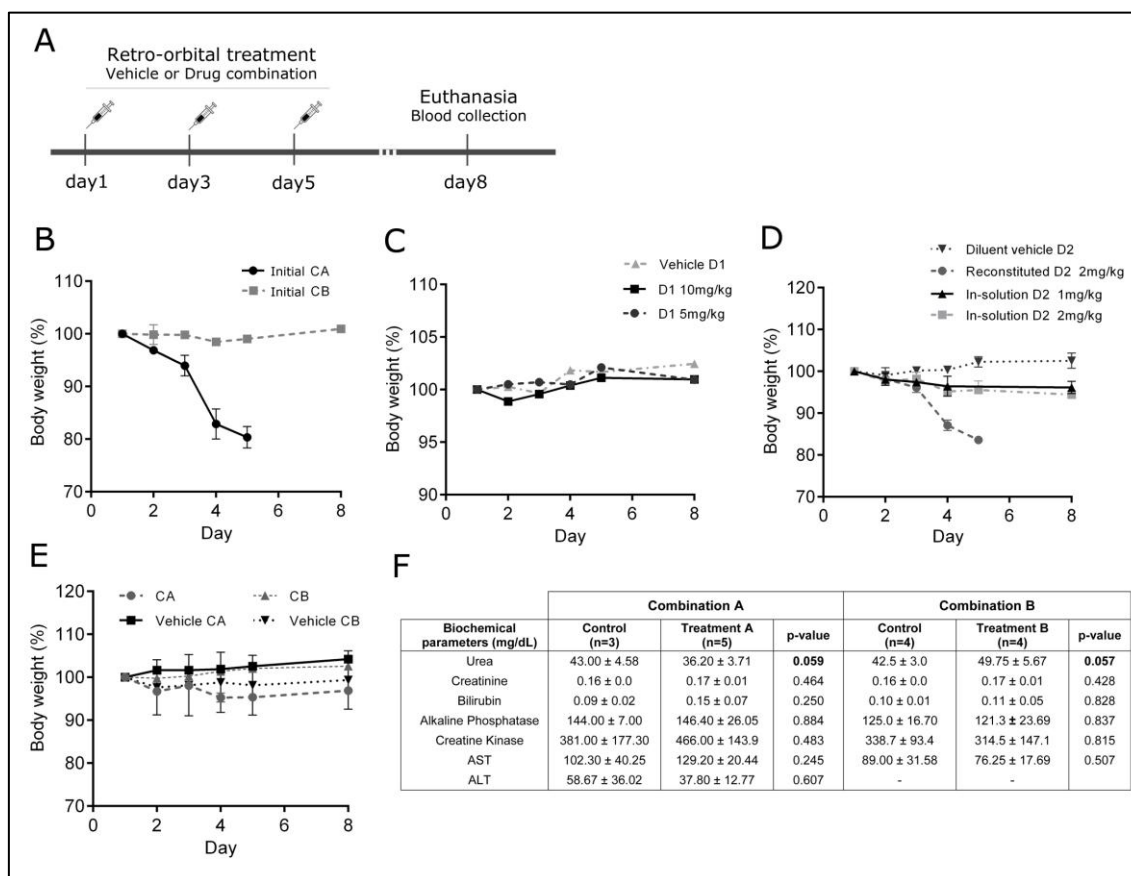 A
Retro-orbital treatment
Vehicle or Drug combination
Euthanasia
Blood collection
day1 day3 day5 day8
B
Initial CA
Initial CB
110
100
90
80
70
Body weight (%)
0 2 4 6 8
Day
C
Vehicle D1
D1 10mg/kg
D1 5mg/kg
110
105
100
95
90
Body weight (%)
0 2 4 6 8
Day
D
Diluent vehicle D2
Reconstituted D2 2mg/kg
In-solution D2 1mg/kg
In-solution D2 2mg/kg
120
110
100
90
80
70
Body weight (%)
0 2 4 6 8
Day
E
CA CB
Vehicle CA Vehicle CB
120
110
100
90
80
70
Body weight (%)
0 2 4 6 8
Day
F
Combination A Combination B
Biochemical parameters (mg/dL) Control (n=3) Treatment A (n=5) p-value Control (n=4) Treatment B (n=4) p-value
Urea 43.00 ± 4.58 36.20 ± 3.71 0.059 42.5 ± 3.0 49.75 ± 5.67 0.057
Creatinine 0.16 ± 0.0 0.17 ± 0.01 0.464 0.16 ± 0.0 0.17 ± 0.01 0.428
Bilirubin 0.09 ± 0.02 0.15 ± 0.07 0.250 0.10 ± 0.01 0.11 ± 0.05 0.828
Alkaline Phosphatase 144.00 ± 7.00 146.40 ± 26.05 0.884 125.0 ± 16.70 121.3 ± 23.69 0.837
Creatine Kinase 381.00 ± 177.30 466.00 ± 143.9 0.483 338.7 ± 93.4 314.5 ± 147.1 0.815
AST 102.30 ± 40.25 129.20 ± 20.44 0.245 89.00 ± 31.58 76.25 ± 17.69 0.507
ALT 58.67 ± 36.02 37.80 ± 12.77 0.607 - -